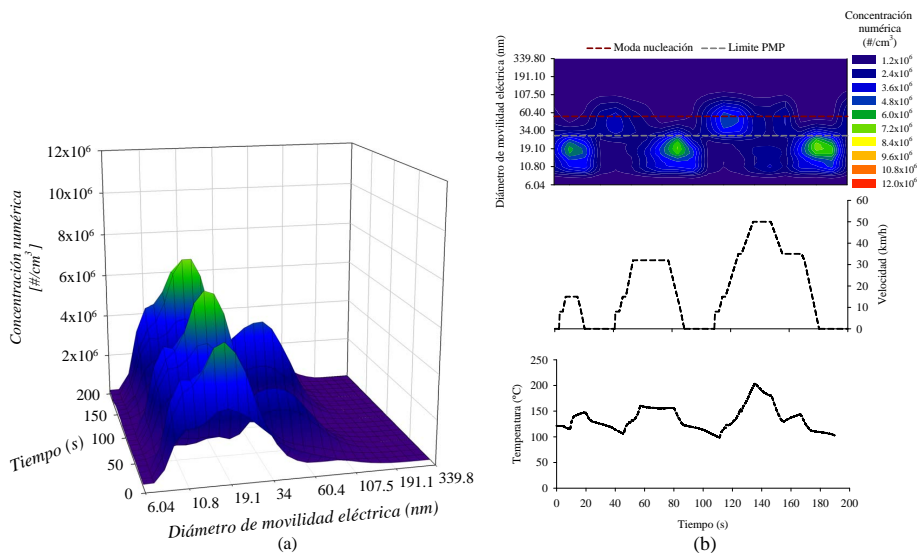 12x10⁶
10x10⁶
8x10⁶
6x10⁶
4x10⁶
2x10⁶
Concentración numérica
[#/cm³]
200
150
100
50
0
Tiempo (s)
6.04
10.8
19.1
34
60.4
107.5
191.1
339.8
Diámetro de movilidad eléctrica (nm)
(a)
Concentración
numérica
(#/cm³)
Moda nucleación
Limite PMP
Diámetro de movilidad eléctrica (nm)
339.80
191.10
107.50
60.40
34.00
19.10
10.80
6.04
1.2x10⁶
2.4x10⁶
3.6x10⁶
4.8x10⁶
6.0x10⁶
7.2x10⁶
8.4x10⁶
9.6x10⁶
10.8x10⁶
12.0x10⁶
60
50
40
30
20
10
0
Velocidad (km/h)
250
200
150
100
50
0
Temperatura (°C)
0 20 40 60 80 100 120 140 160 180 200
Tiempo (s)
(b)